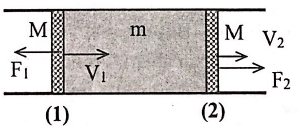 M m M V₂
F₁ V₁ F₂
(1) (2)